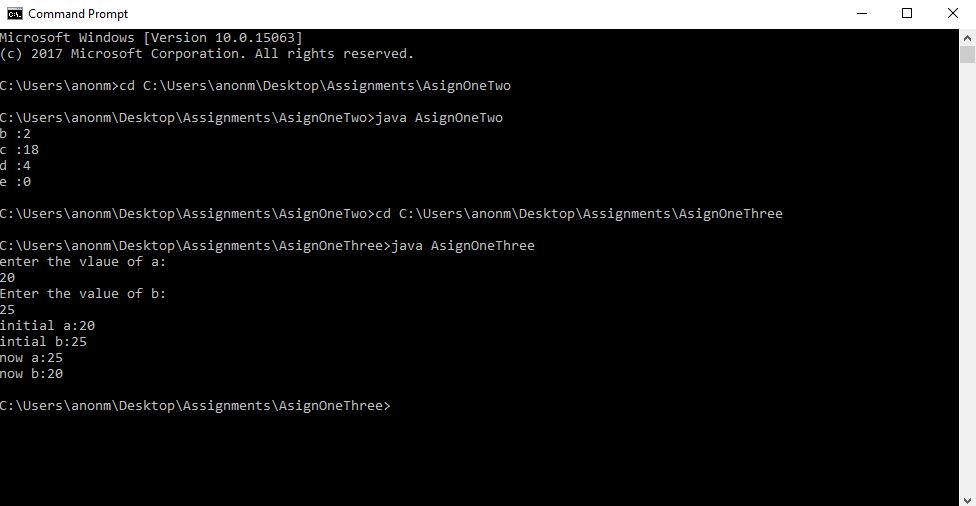 Command Prompt
Microsoft Windows [Version 10.0.15063]
(c) 2017 Microsoft Corporation. All rights reserved.
C:\Users\anonm>cd C:\Users\anonm\Desktop\Assignments\AsignOneTwo
C:\Users\anonm\Desktop\Assignments\AsignOneTwo>java AsignOneTwo
b :2
c :18
d :4
e :0
C:\Users\anonm\Desktop\Assignments\AsignOneTwo>cd C:\Users\anonm\Desktop\Assignments\AsignOneThree
C:\Users\anonm\Desktop\Assignments\AsignOneThree>java AsignOneThree
enter the vlaue of a:
20
Enter the value of b:
25
initial a:20
intial b:25
now a:25
now b:20
C:\Users\anonm\Desktop\Assignments\AsignOneThree>